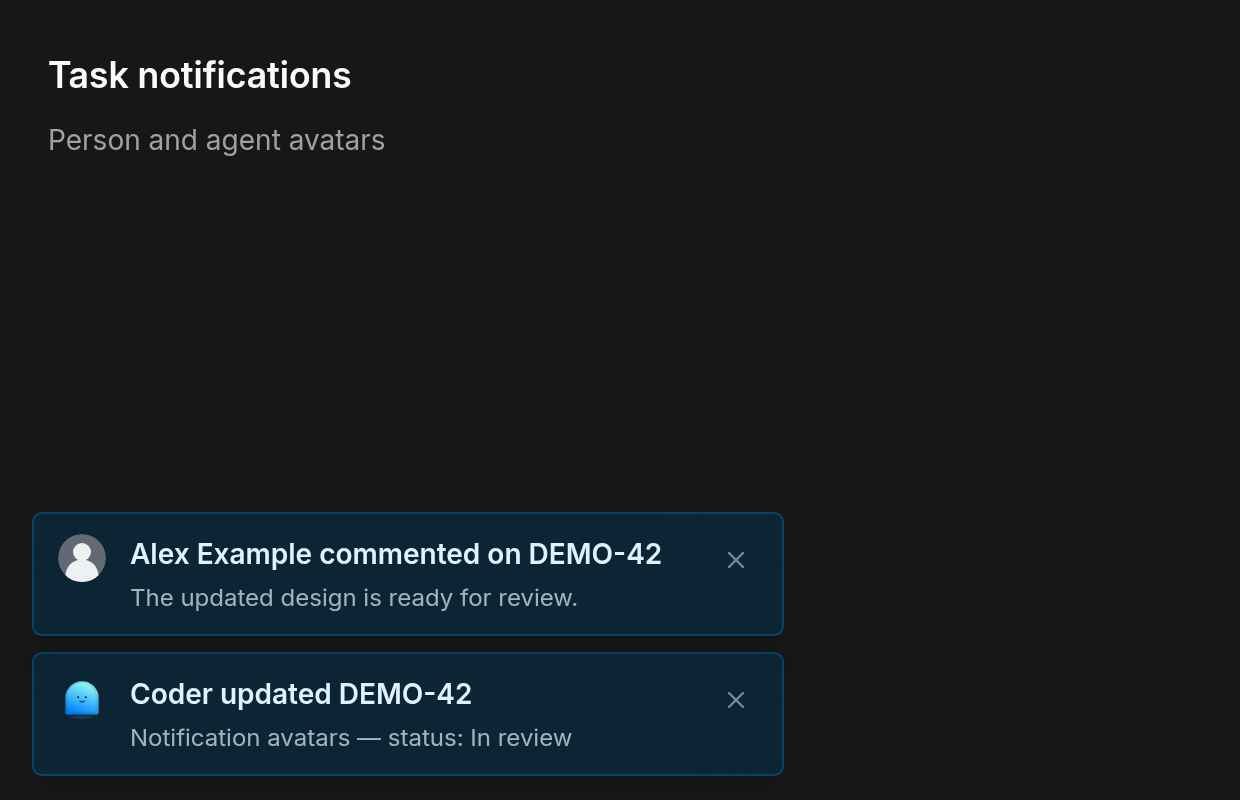 Task notifications
Person and agent avatars
Alex Example commented on DEMO-42
The updated design is ready for review.
Coder updated DEMO-42
Notification avatars — status: In review